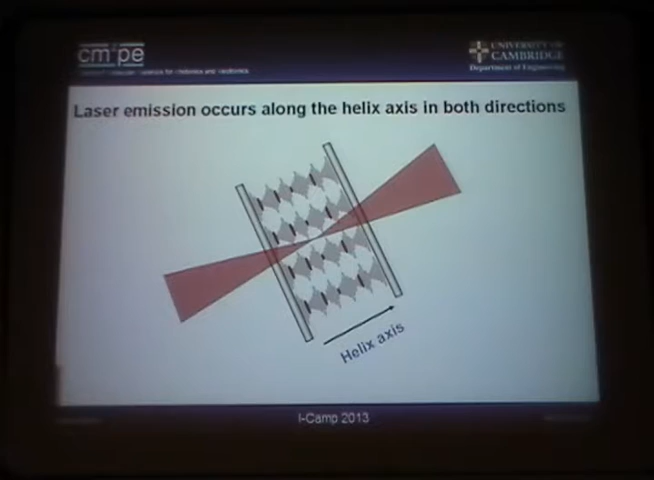 cm pe
UNIVERSITY OF
CAMBRIDGE
Department of Engineering
Laser emission occurs along the helix axis in both directions
Helix axis
I-Camp 2013